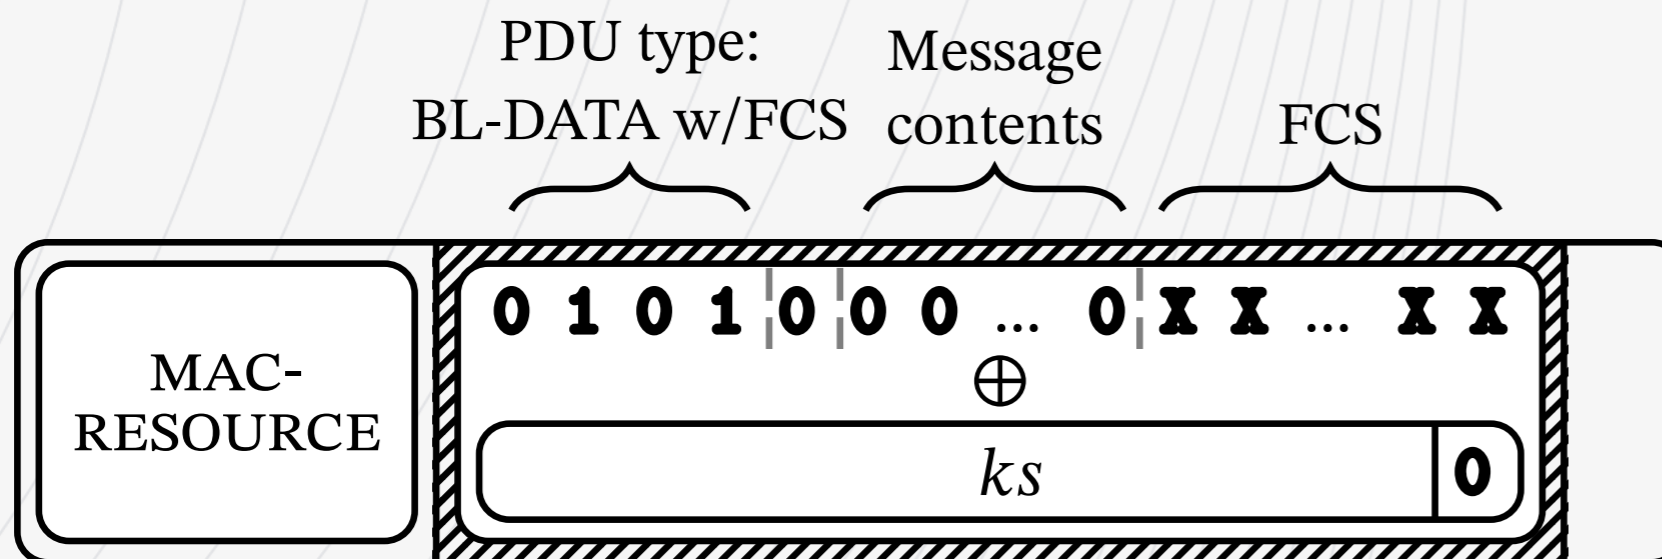 PDU type:
BL-DATA w/FCS
Message
contents
FCS
MAC-
RESOURCE
0 1 0 1 0 0 0 ... 0 X X ... X X
⊕
ks 0